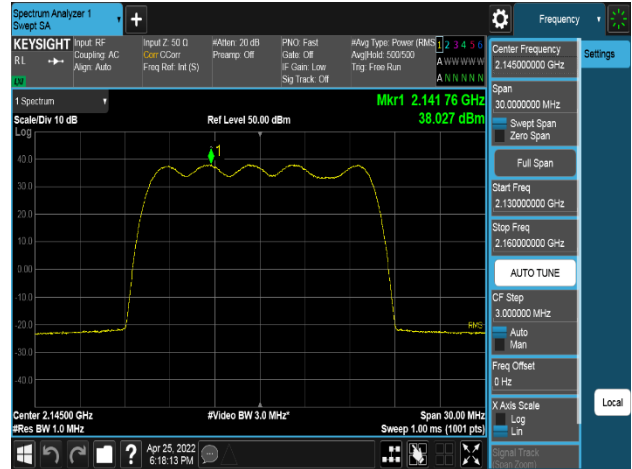 Spectrum Analyzer 1
Swept SA
Frequency
KEYSIGHT
RL
Input: RF
Coupling: AC
Align: Auto
Input Z: 50 Ω
Corr CCorr
Freq Ref: Int (S)
#Atten: 20 dB
Preamp: Off
PNO: Fast
Gate: Off
IF Gain: Low
Sig Track: Off
#Avg Type: Power (RMS
Avg|Hold: 500/500
Trig: Free Run
1 2 3 4 5 6
A W W W W W
A N N N N N
1 Spectrum
Scale/Div 10 dB
Log
Ref Level 50.00 dBm
Mkr1 2.141 76 GHz
38.027 dBm
1
40.0
30.0
20.0
10.0
0.00
-10.0
-20.0
-30.0
-40.0
RMS
Center 2.14500 GHz
#Res BW 1.0 MHz
#Video BW 3.0 MHz*
Span 30.00 MHz
Sweep 1.00 ms (1001 pts)
Apr 25, 2022
6:18:13 PM
Center Frequency
2.145000000 GHz
Settings
Span
30.0000000 MHz
Swept Span
Zero Span
Full Span
Start Freq
2.130000000 GHz
Stop Freq
2.160000000 GHz
AUTO TUNE
CF Step
3.000000 MHz
Auto
Man
Freq Offset
0 Hz
X Axis Scale
Log
Lin
Local
Signal Track
(Span Zoom)